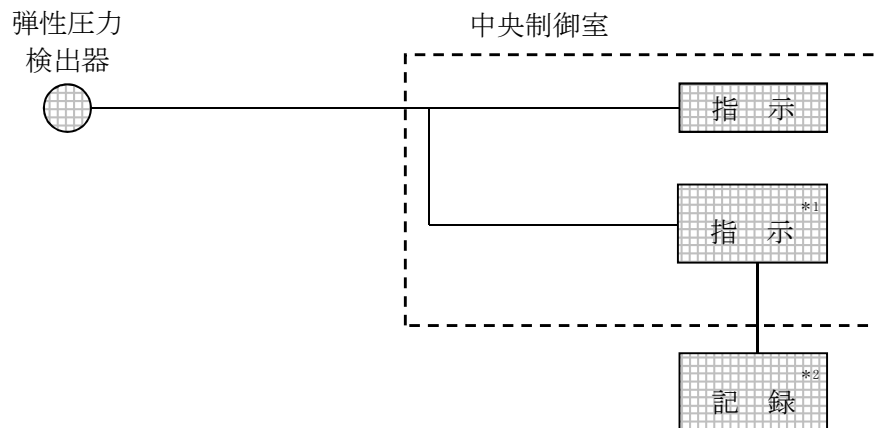 弾性圧力
検出器
中央制御室
指 示
*1
指 示
*2
記 録